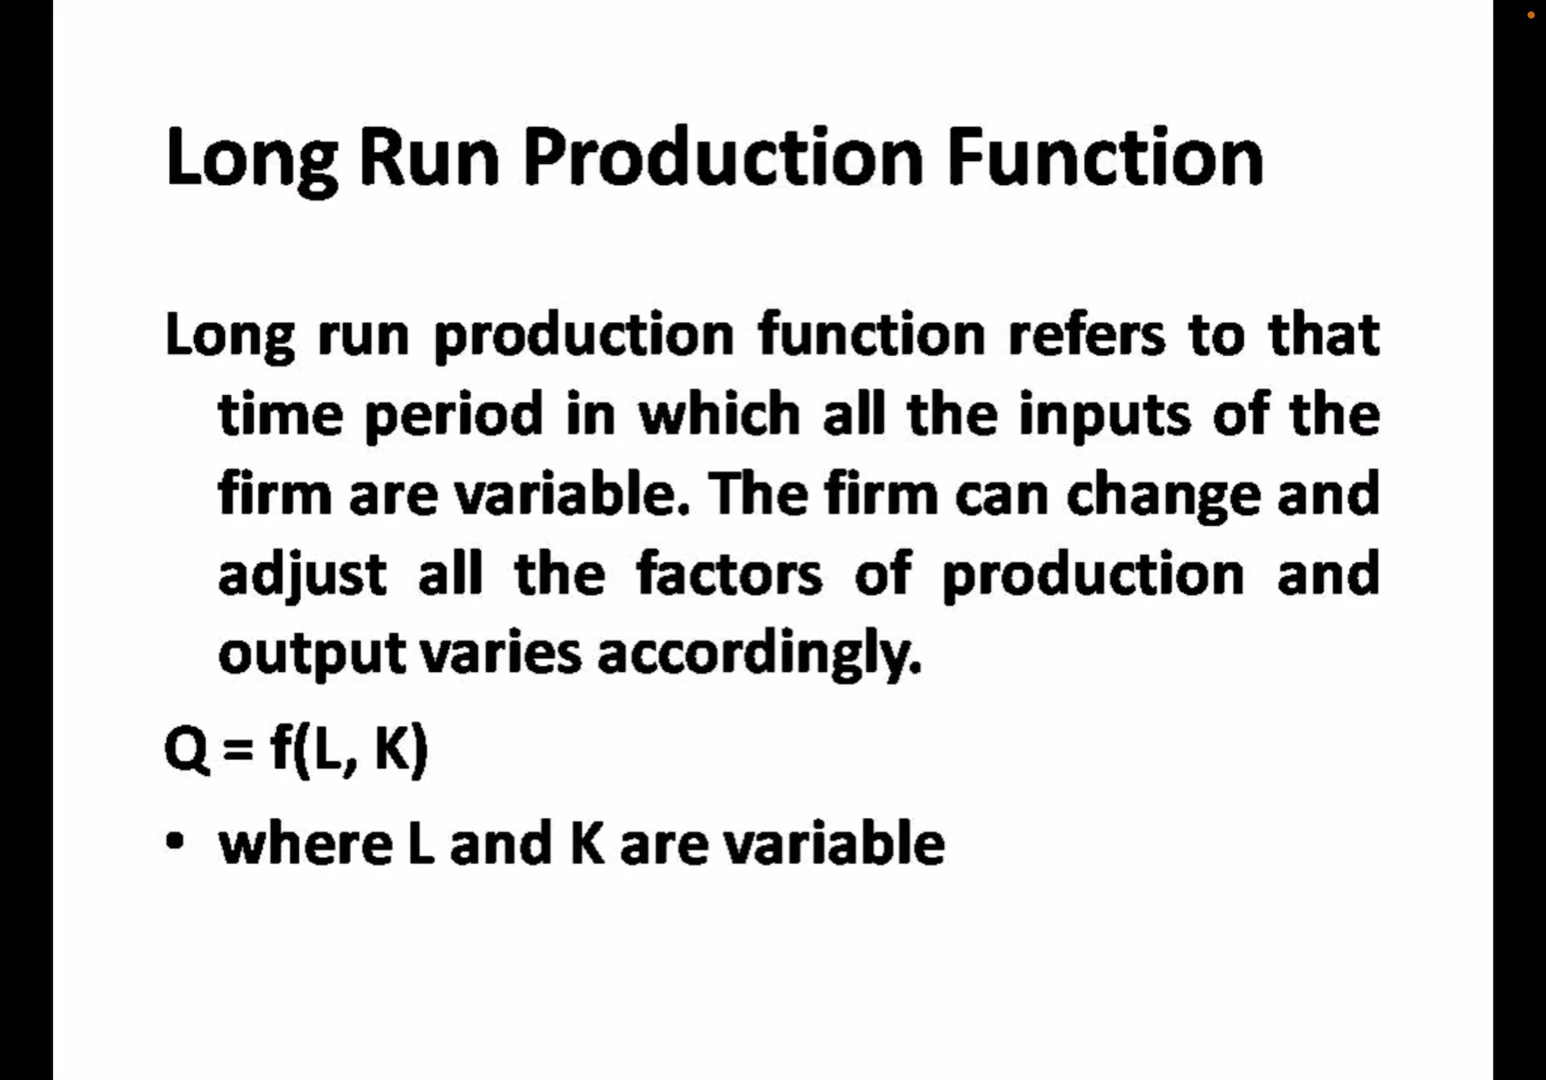 Long Run Production Function
Long run production function refers to that
time period in which all the inputs of the
firm are variable. The firm can change and
adjust all the factors of production and
output varies accordingly.
Q = f(L, K)
• where L and K are variable